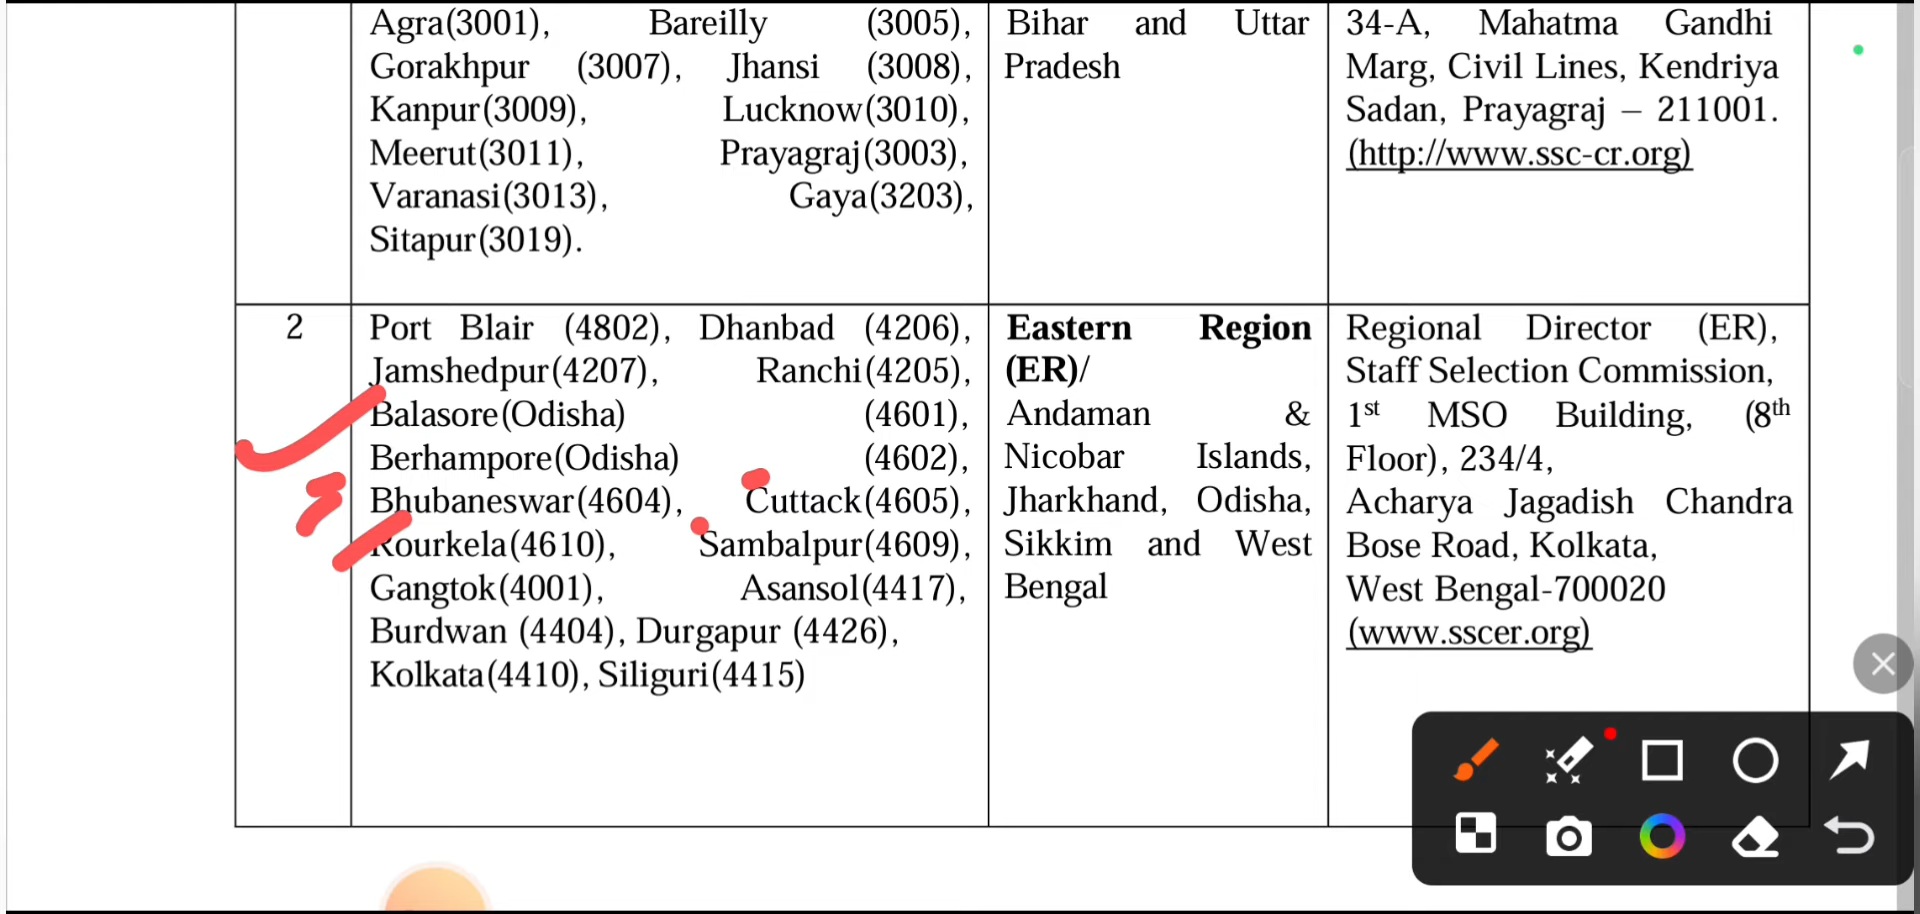 Agra(3001), Bareilly (3005),
Gorakhpur (3007), Jhansi (3008),
Kanpur(3009), Lucknow(3010),
Meerut(3011), Prayagraj(3003),
Varanasi(3013), Gaya(3203),
Sitapur(3019).
Bihar and Uttar
Pradesh
34-A, Mahatma Gandhi
Marg, Civil Lines, Kendriya
Sadan, Prayagraj – 211001.
(http://www.ssc-cr.org)
2
Port Blair (4802), Dhanbad (4206),
Jamshedpur(4207), Ranchi(4205),
Balasore(Odisha) (4601),
Berhampore(Odisha) (4602),
Bhubaneswar(4604), Cuttack(4605),
Rourkela(4610), Sambalpur(4609),
Gangtok(4001), Asansol(4417),
Burdwan (4404), Durgapur (4426),
Kolkata(4410), Siliguri(4415)
Eastern Region
(ER)/
Andaman &
Nicobar Islands,
Jharkhand, Odisha,
Sikkim and West
Bengal
Regional Director (ER),
Staff Selection Commission,
1st MSO Building, (8th
Floor), 234/4,
Acharya Jagadish Chandra
Bose Road, Kolkata,
West Bengal-700020
(www.sscer.org)